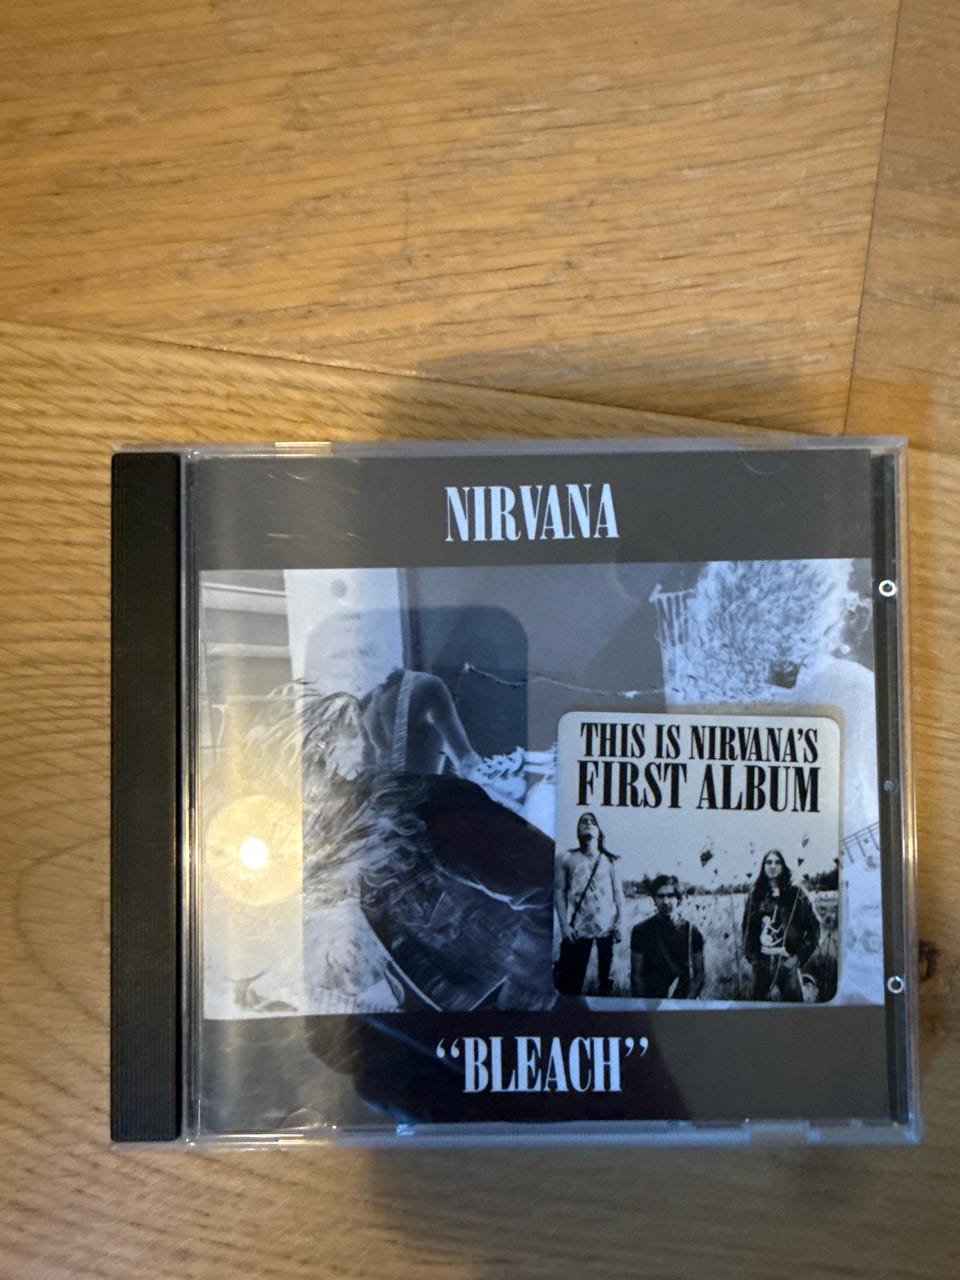 NIRVANA
THIS IS NIRVANA'S
FIRST ALBUM
“BLEACH”